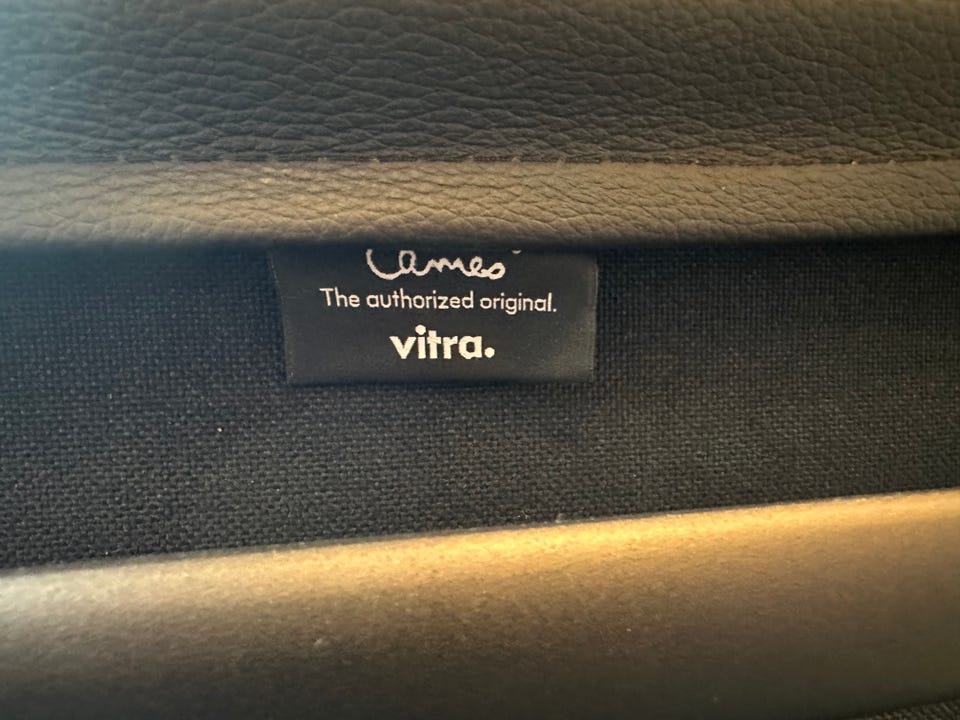 Eames®
The authorized original.
vitra.